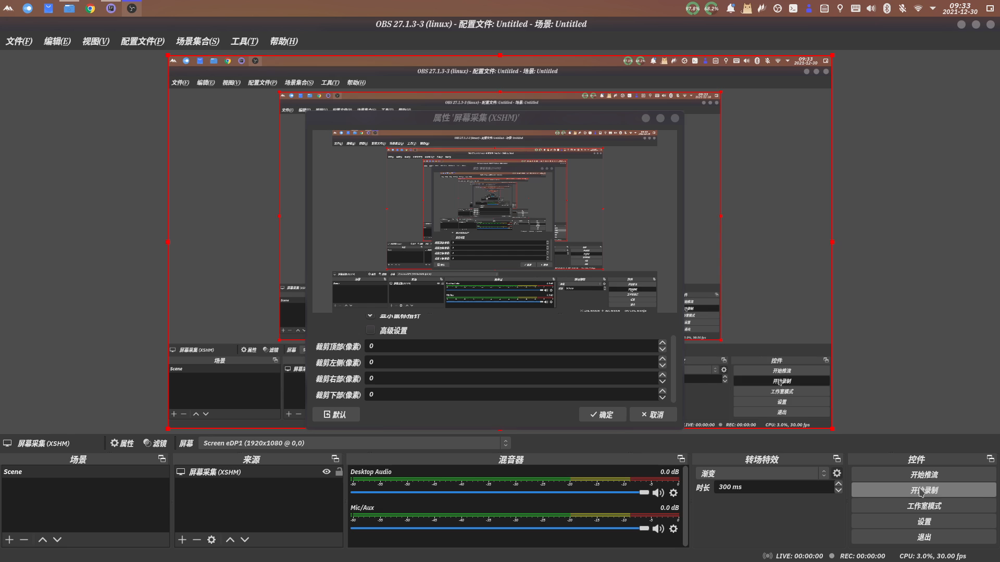 97.8%
68.2%
09:33
2021-12-30
OBS 27.1.3-3 (linux) - 配置文件: Untitled - 场景: Untitled
文件(F) 编辑(E) 视图(V) 配置文件(P) 场景集合(S) 工具(T) 帮助(H)
09:33
2021-12-30
OBS 27.1.3-3 (linux) - 配置文件: Untitled - 场景: Untitled
文件(F) 编辑(E) 视图(V) 配置文件(P) 场景集合(S) 工具(T) 帮助(H)
OBS 27.1.3-3 (linux) - 配置文件: Untitled - 场景: Untitled
属性 '屏幕采集 (XSHM)'
显示鼠标指针
高级设置
裁剪顶部(像素) 0
裁剪左侧(像素) 0
裁剪右部(像素) 0
裁剪下部(像素) 0
默认 确定 取消
Scene
屏幕采集 (XSHM) 属性 滤镜 屏幕
场景 控件
Scene
开始推流
开始录制
工作室模式
设置
退出
LIVE: 00:00:00 REC: 00:00:00 CPU: 3.0%, 30.00 fps
屏幕采集 (XSHM) 属性 滤镜 屏幕 Screen eDP1 (1920x1080 @ 0,0)
场景
Scene
来源
屏幕采集 (XSHM)
混音器
Desktop Audio 0.0 dB
-60 -55 -50 -45 -40 -35 -30 -25 -20 -15 -10 -5 0
Mic/Aux 0.0 dB
-60 -55 -50 -45 -40 -35 -30 -25 -20 -15 -10 -5 0
转场特效
渐变
时长 300 ms
控件
开始推流
开始录制
工作室模式
设置
退出
LIVE: 00:00:00 REC: 00:00:00 CPU: 3.0%, 30.00 fps